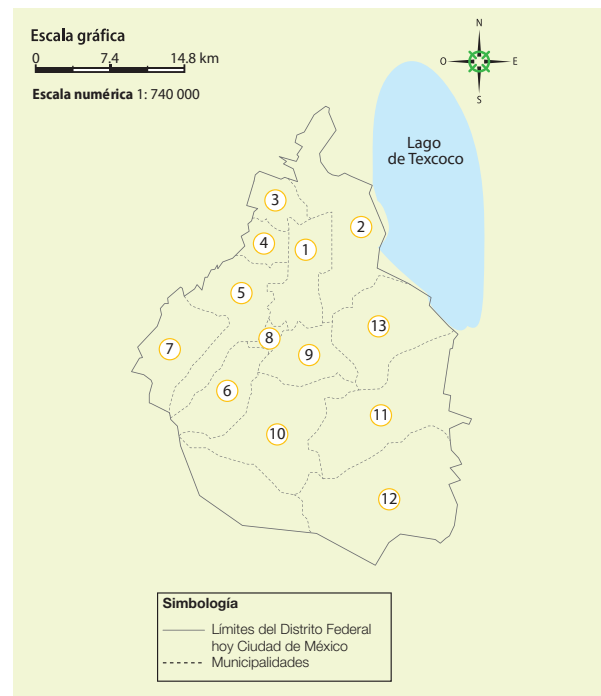 Escala gráfica
0 7.4 14.8 km
Escala numérica 1: 740 000
N
O E
S
Lago
de Texcoco
3
2
4
1
5
13
8
7
9
6
11
10
12
Simbología
Límites del Distrito Federal
hoy Ciudad de México
Municipalidades